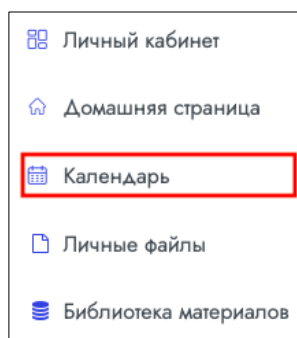 Личный кабинет
Домашняя страница
Календарь
Личные файлы
Библиотека материалов